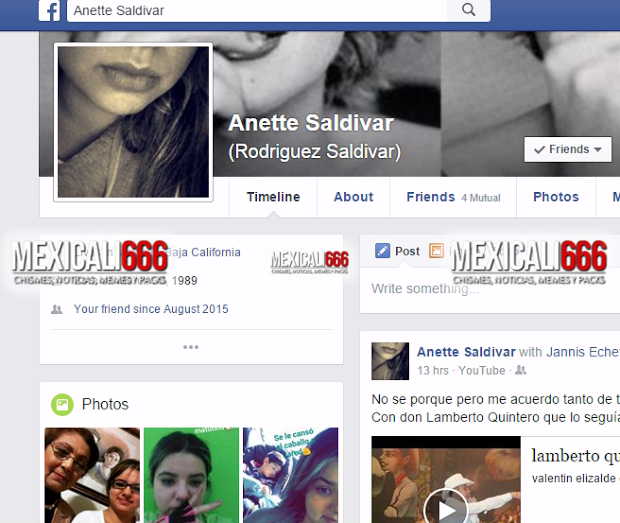 Anette Saldivar
Anette Saldivar
(Rodriguez Saldivar)
Friends
Timeline
About
Friends 4 Mutual
Photos
M
Baja California
MEXICALI666
CHISMES, NOTICIAS, MEMES Y PACKS
1989
MEXICALI666
CHISMES, NOTICIAS, MEMES Y PACKS
Your friend since August 2015
Post
MEXICALI666
CHISMES, NOTICIAS, MEMES Y PACKS
Write something...
Anette Saldivar with Jannis Eche
13 hrs · YouTube ·
No se porque pero me acuerdo tanto de t
Con don Lamberto Quintero que lo seguía
lamberto qu
valentin elizalde
Photos
Se le cansó
el caballo